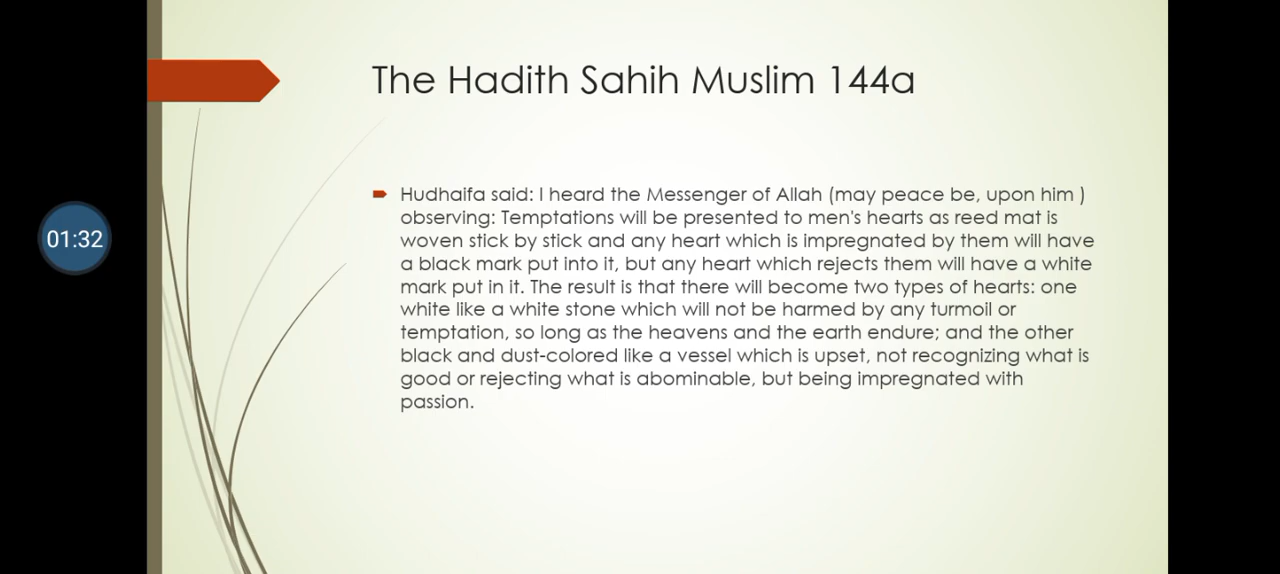 The Hadith Sahih Muslim 144a
01:32
Hudhaifa said: I heard the Messenger of Allah (may peace be, upon him )
observing: Temptations will be presented to men's hearts as reed mat is
woven stick by stick and any heart which is impregnated by them will have
a black mark put into it, but any heart which rejects them will have a white
mark put in it. The result is that there will become two types of hearts: one
white like a white stone which will not be harmed by any turmoil or
temptation, so long as the heavens and the earth endure; and the other
black and dust-colored like a vessel which is upset, not recognizing what is
good or rejecting what is abominable, but being impregnated with
passion.